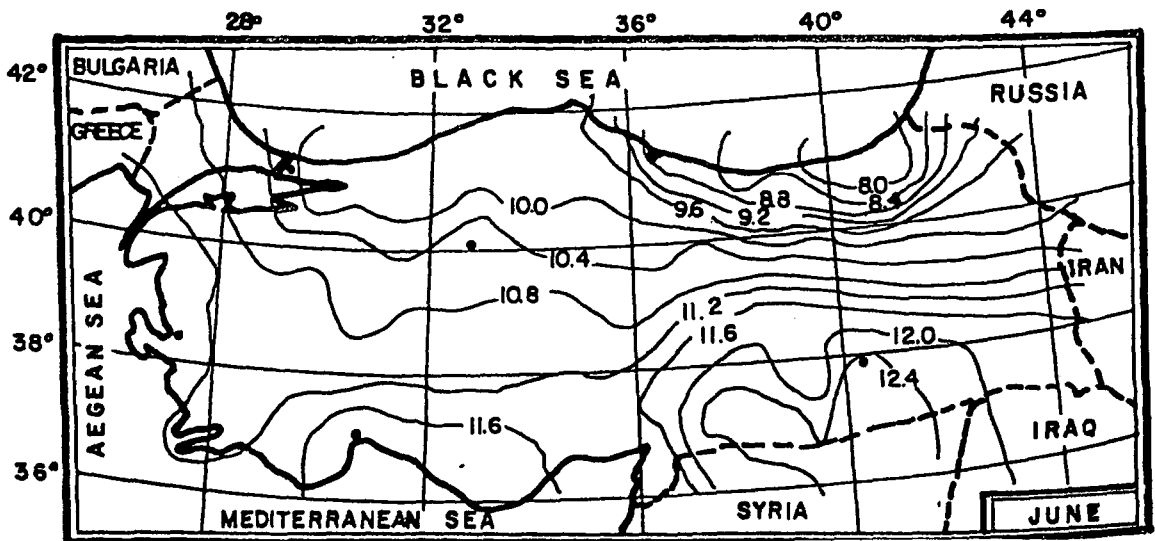 28° 32° 36° 40° 44°
42°
BULGARIA
BLACK SEA
RUSSIA
GREECE
8.0
8.8 8.4
10.0 9.6 9.2
40°
10.4
IRAN
10.8
11.2
AEGEAN SEA
38°
11.6 12.0
12.4
11.6
IRAQ
36°
MEDITERRANEAN SEA
SYRIA
JUNE